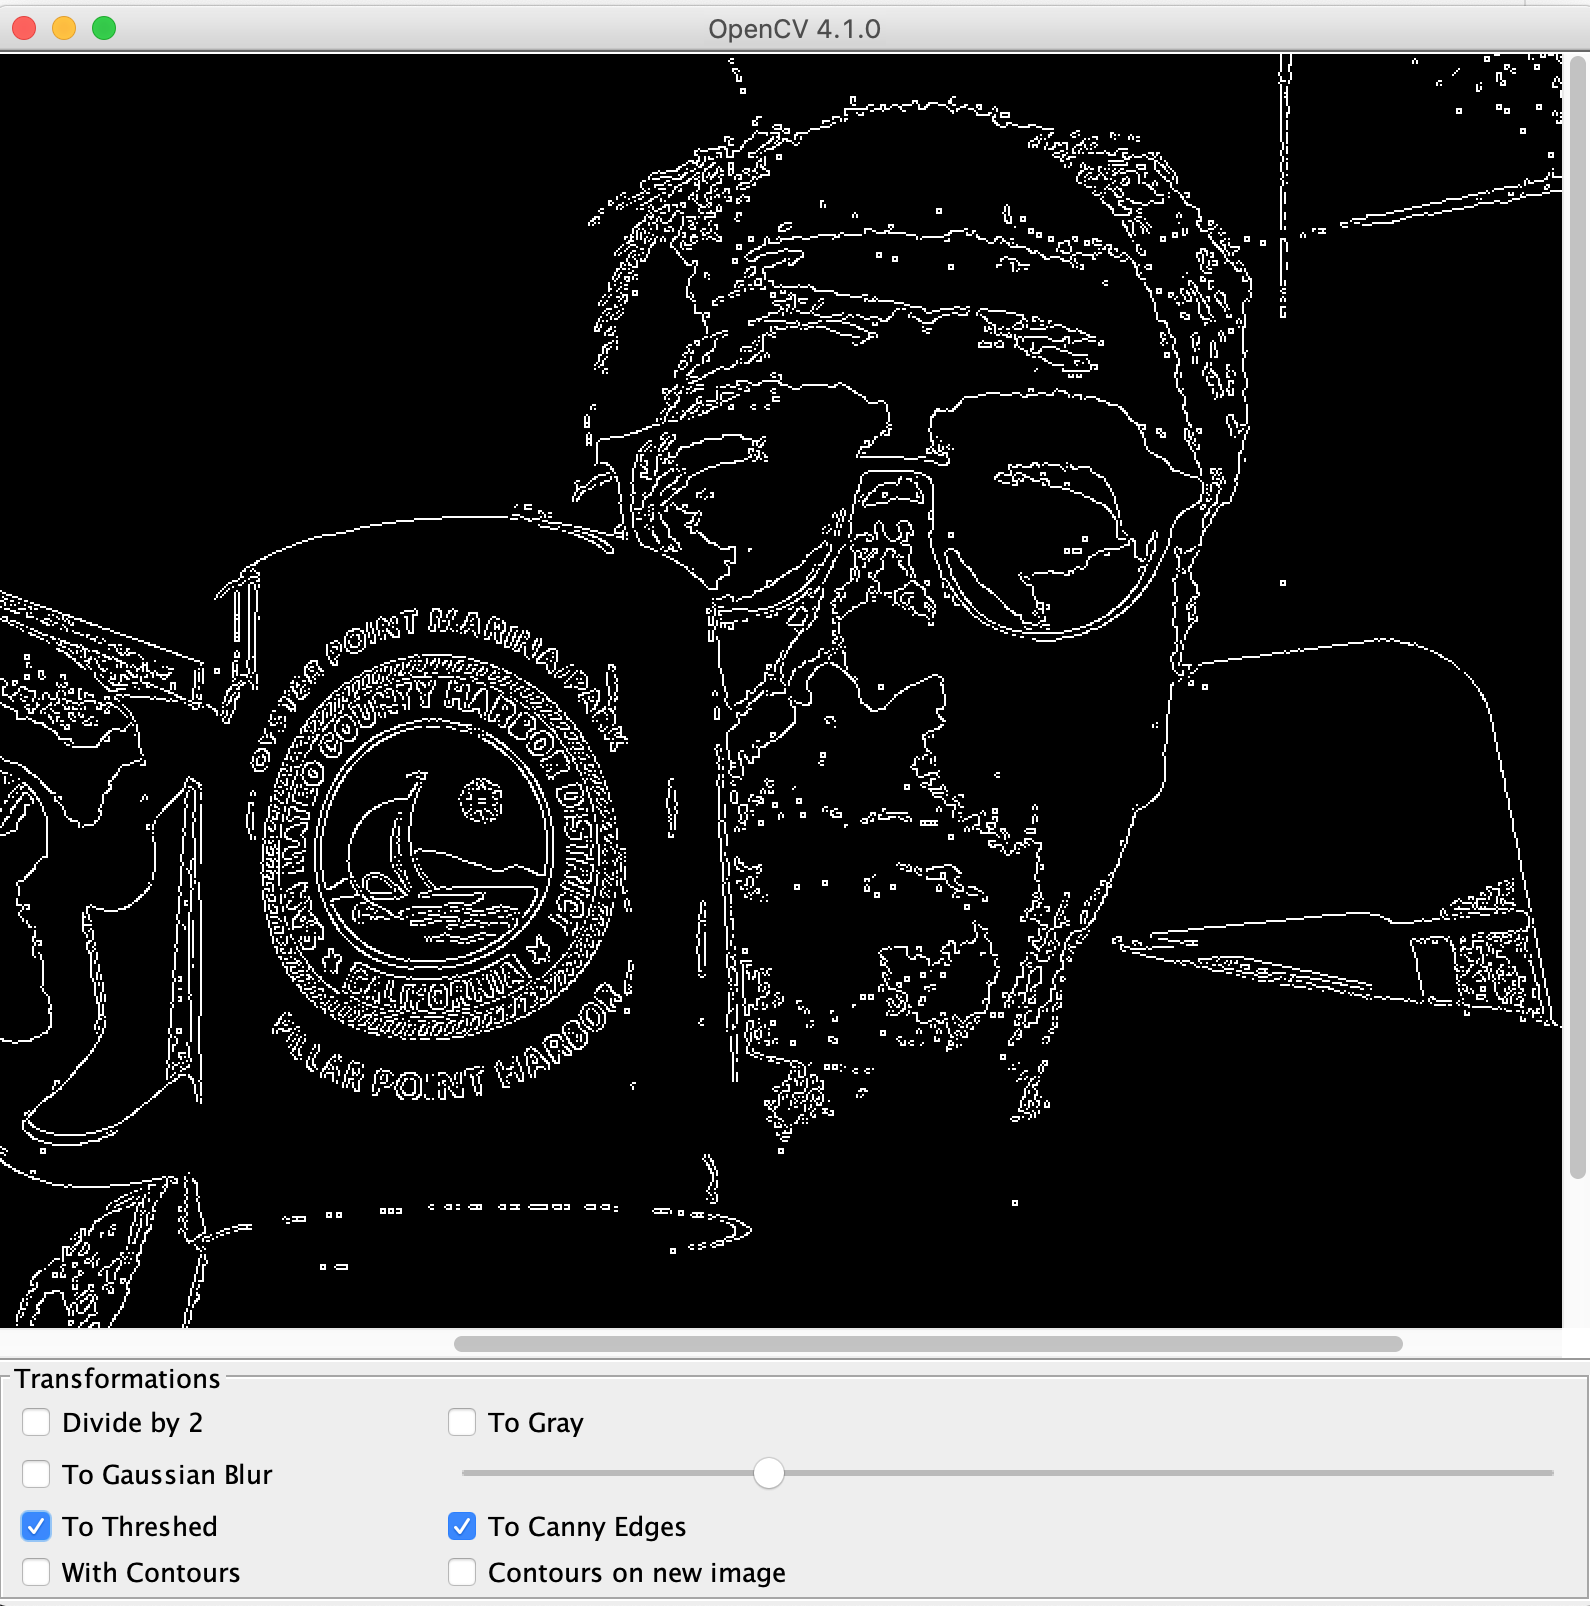 OpenCV 4.1.0
OYSTER POINT MARINA/PARK
SAN MATEO COUNTY HARBOR DISTRICT
CALIFORNIA
PILLAR POINT HARBOR
Transformations
Divide by 2
To Gray
To Gaussian Blur
To Threshed
To Canny Edges
With Contours
Contours on new image